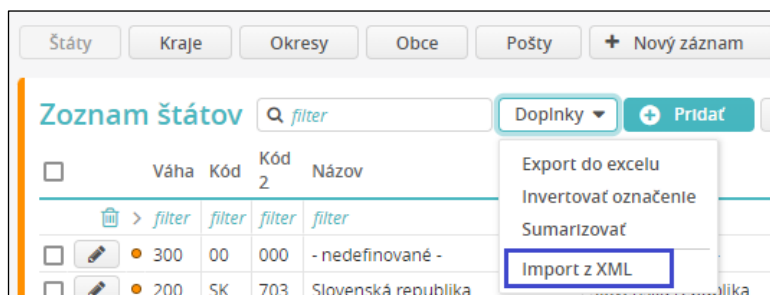 Štáty Kraje Okresy Obce Pošty + Nový záznam
Zoznam štátov filter Doplnky Pridať
Váha Kód Kód 2 Názov
filter filter filter filter
300 00 000 - nedefinované -
200 SK 703 Slovenská republika
Export do excelu
Invertovať označenie
Sumarizovať
Import z XML